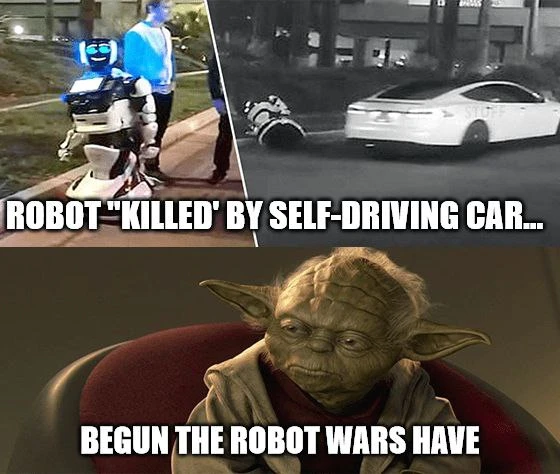 ROBOT "KILLED' BY SELF-DRIVING CAR...
BEGUN THE ROBOT WARS HAVE